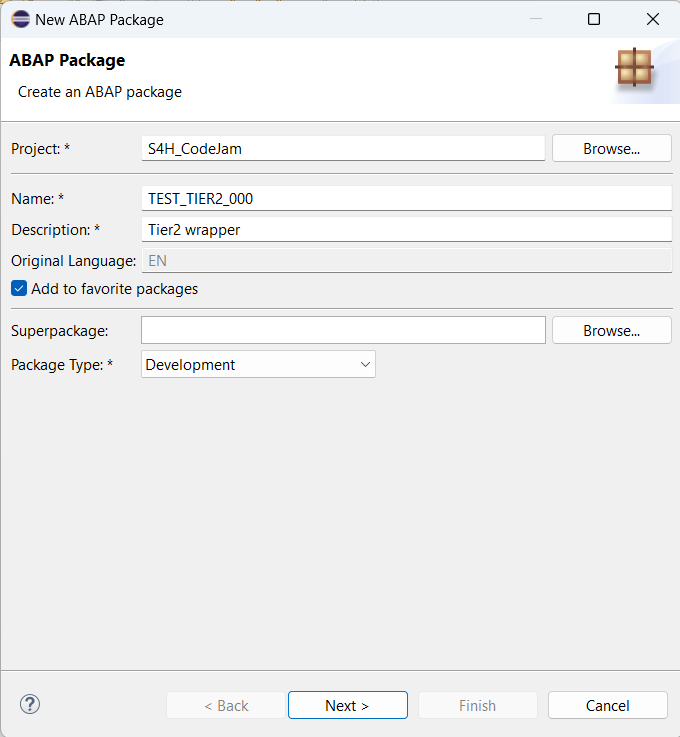 New ABAP Package
ABAP Package
Create an ABAP package
Project: * S4H_CodeJam Browse...
Name: * TEST_TIER2_000
Description: * Tier2 wrapper
Original Language: EN
Add to favorite packages
Superpackage: Browse...
Package Type: * Development
? < Back Next > Finish Cancel